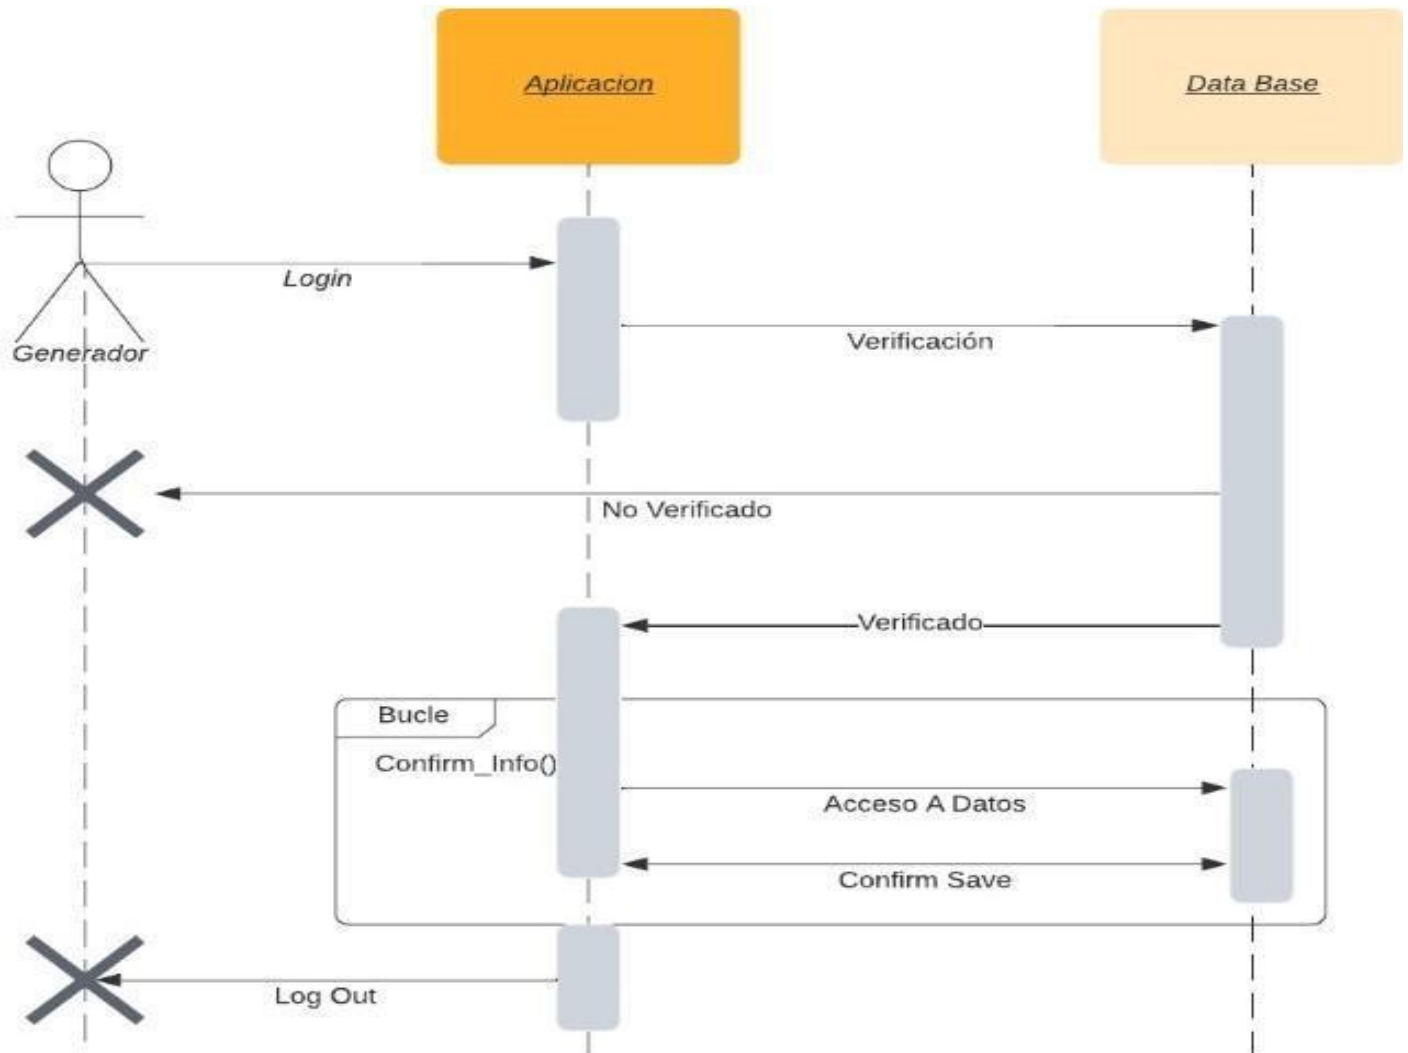 Aplicacion
Data Base
Login
Generador
Verificación
No Verificado
Verificado
Bucle
Confirm_Info()
Acceso A Datos
Confirm Save
Log Out